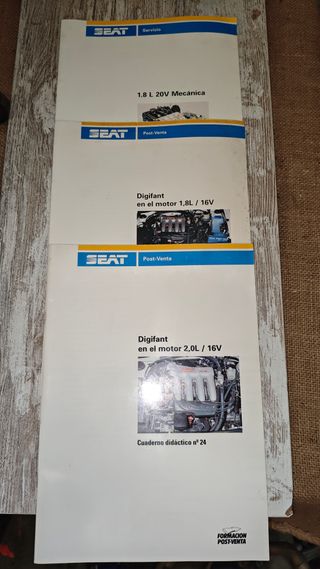 SEAT
Servicio
1.8 L 20V Mecánica
SEAT
Post-Venta
Digifant
en el motor 1,8L / 16V
SEAT
Post-Venta
Digifant
en el motor 2,0L / 16V
Cuaderno didáctico nº 24
FORMACION
POST-VENTA